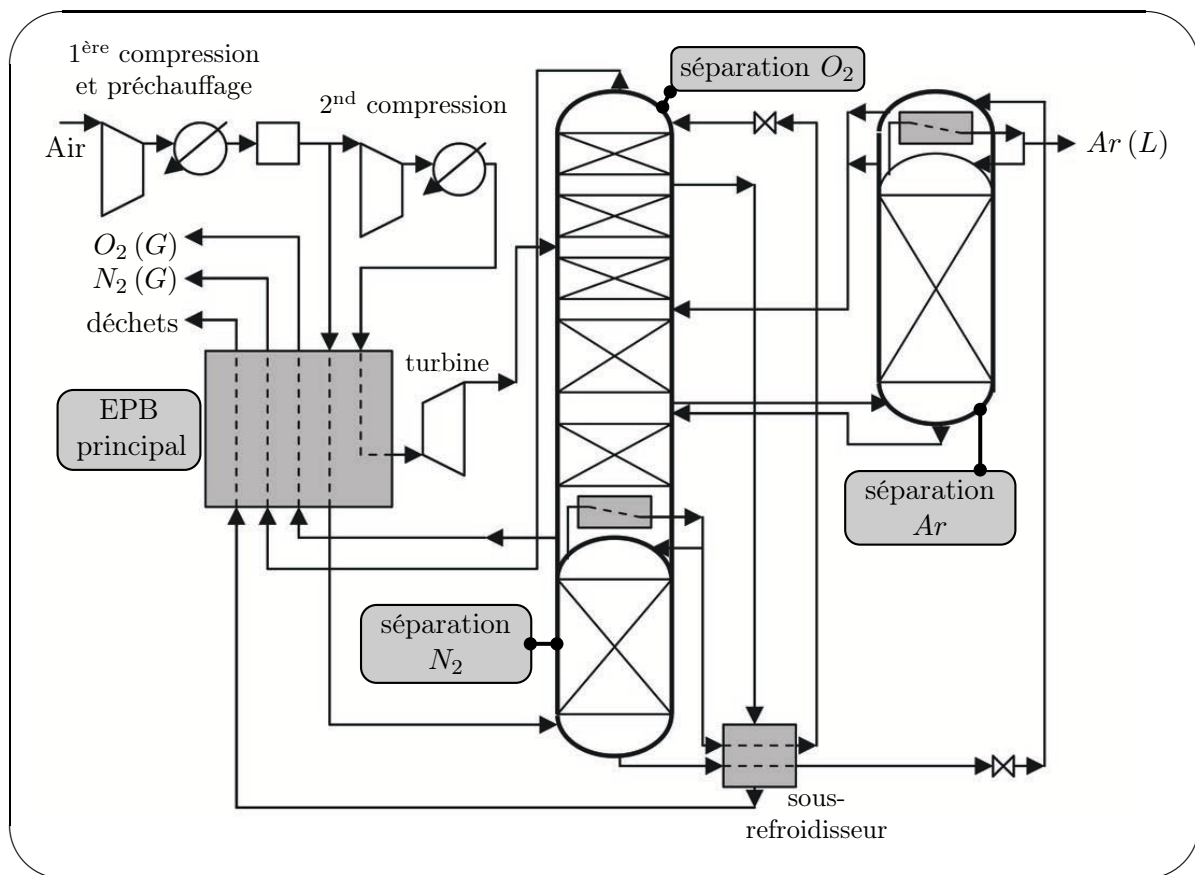 1ère compression
et préchauffage
2nd compression
séparation O2
Air
Ar (L)
O2 (G)
N2 (G)
déchets
turbine
EPB
principal
séparation
Ar
séparation
N2
sous-
refroidisseur